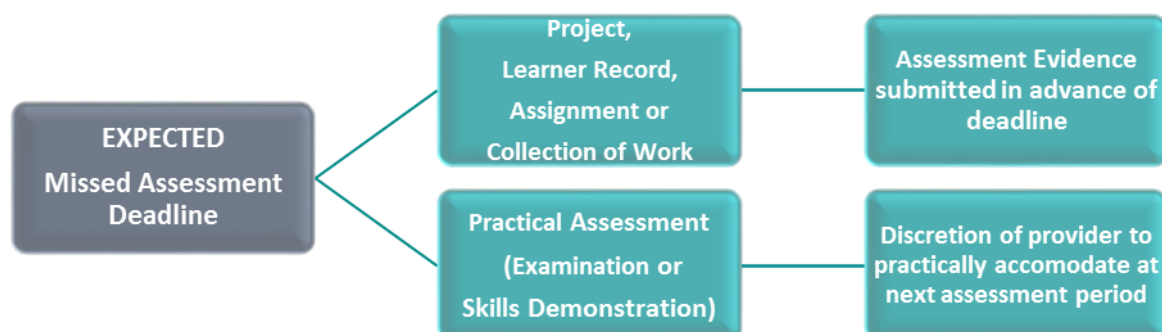 EXPECTED
Missed Assessment
Deadline
Project,
Learner Record,
Assignment or
Collection of Work
Assessment Evidence
submitted in advance of
deadline
Practical Assessment
(Examination or
Skills Demonstration)
Discretion of provider to
practically accomodate at
next assessment period